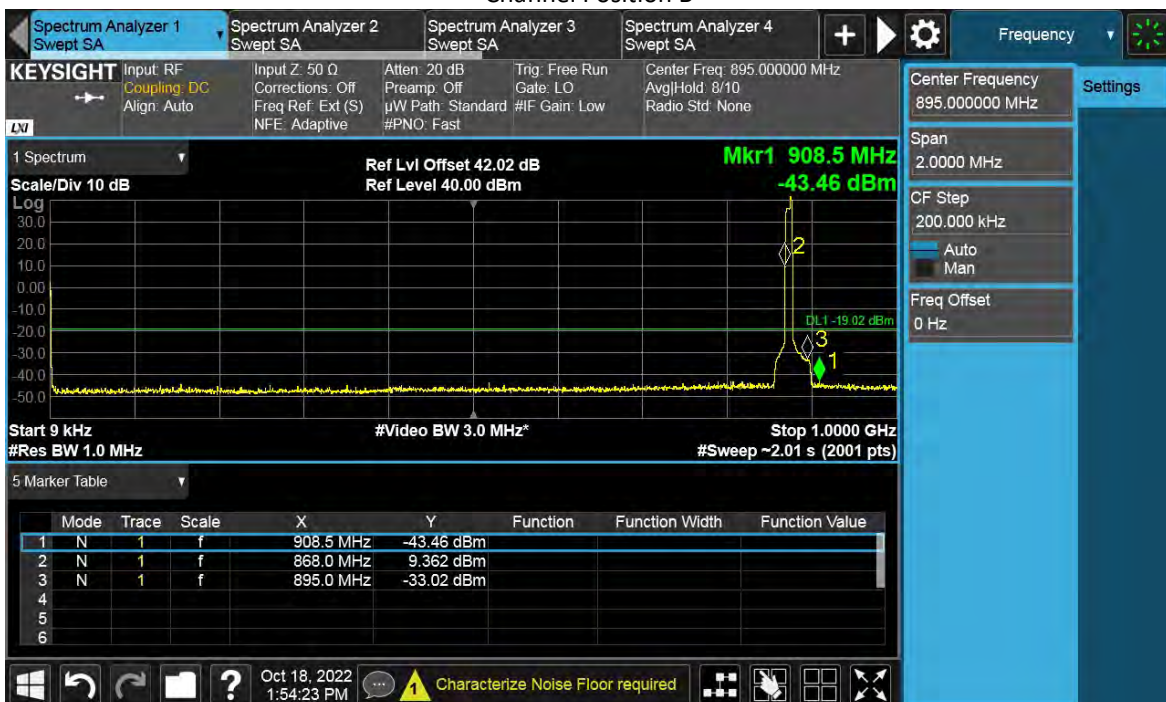 Spectrum Analyzer 1
Swept SA
Spectrum Analyzer 2
Swept SA
Spectrum Analyzer 3
Swept SA
Spectrum Analyzer 4
Swept SA
+
Frequency
KEYSIGHT
LXI
Input: RF
Coupling: DC
Align: Auto
Input Z: 50 Ω
Corrections: Off
Freq Ref: Ext (S)
NFE: Adaptive
Atten: 20 dB
Preamp: Off
µW Path: Standard
#PNO: Fast
Trig: Free Run
Gate: LO
#IF Gain: Low
Center Freq: 895.000000 MHz
Avg|Hold: 8/10
Radio Std: None
Center Frequency
895.000000 MHz
Settings
Span
2.0000 MHz
CF Step
200.000 kHz
Auto
Man
Freq Offset
0 Hz
1 Spectrum
Scale/Div 10 dB
Ref Lvl Offset 42.02 dB
Ref Level 40.00 dBm
Mkr1 908.5 MHz
-43.46 dBm
Log
30.0
20.0
10.0
0.00
-10.0
-20.0
-30.0
-40.0
-50.0
2
DL1 -19.02 dBm
3
1
Start 9 kHz
#Video BW 3.0 MHz*
Stop 1.0000 GHz
#Res BW 1.0 MHz
#Sweep ~2.01 s (2001 pts)
5 Marker Table
Mode Trace Scale X Y Function Function Width Function Value
1 N 1 f 908.5 MHz -43.46 dBm
2 N 1 f 868.0 MHz 9.362 dBm
3 N 1 f 895.0 MHz -33.02 dBm
4
5
6
?
Oct 18, 2022
1:54:23 PM
1
Characterize Noise Floor required